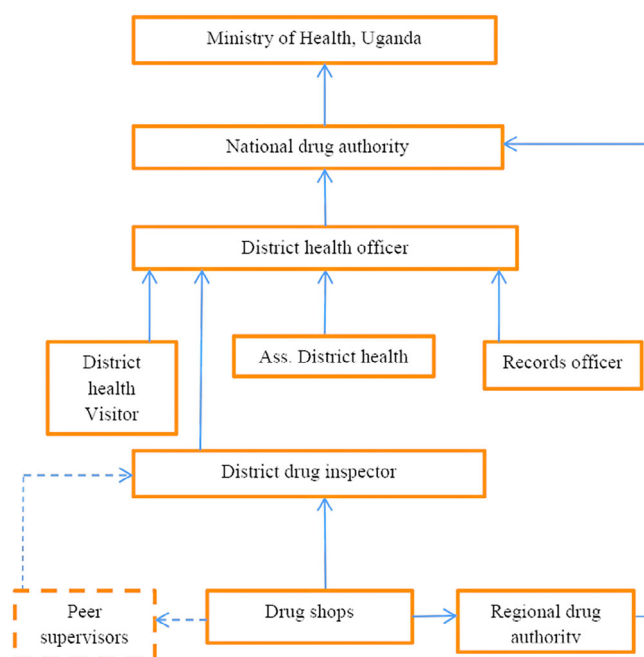 Ministry of Health, Uganda
National drug authority
District health officer
District
health
Visitor
Ass. District health
Records officer
District drug inspector
Peer
supervisors
Drug shops
Regional drug
authority